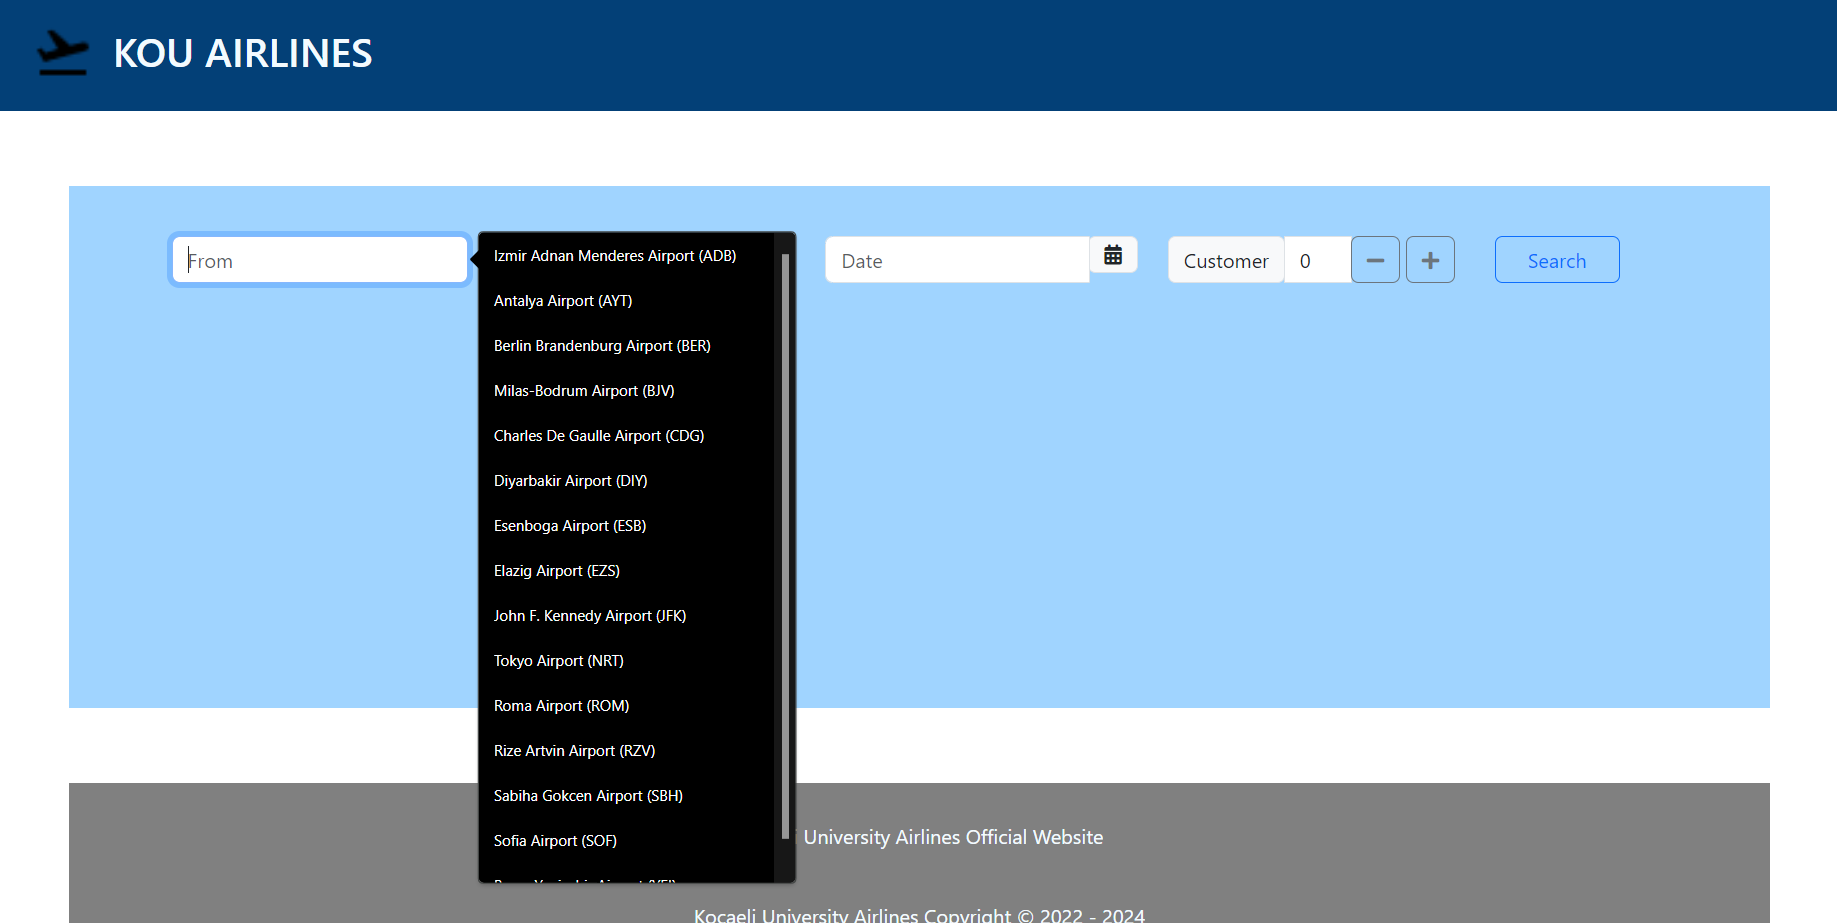 KOU AIRLINES
From
Izmir Adnan Menderes Airport (ADB)
Antalya Airport (AYT)
Berlin Brandenburg Airport (BER)
Milas-Bodrum Airport (BJV)
Charles De Gaulle Airport (CDG)
Diyarbakir Airport (DIY)
Esenboga Airport (ESB)
Elazig Airport (EZS)
John F. Kennedy Airport (JFK)
Tokyo Airport (NRT)
Roma Airport (ROM)
Rize Artvin Airport (RZV)
Sabiha Gokcen Airport (SBH)
Sofia Airport (SOF)
Date
Customer 0
Search
University Airlines Official Website
Kocaeli University Airlines Copyright © 2022 - 2024